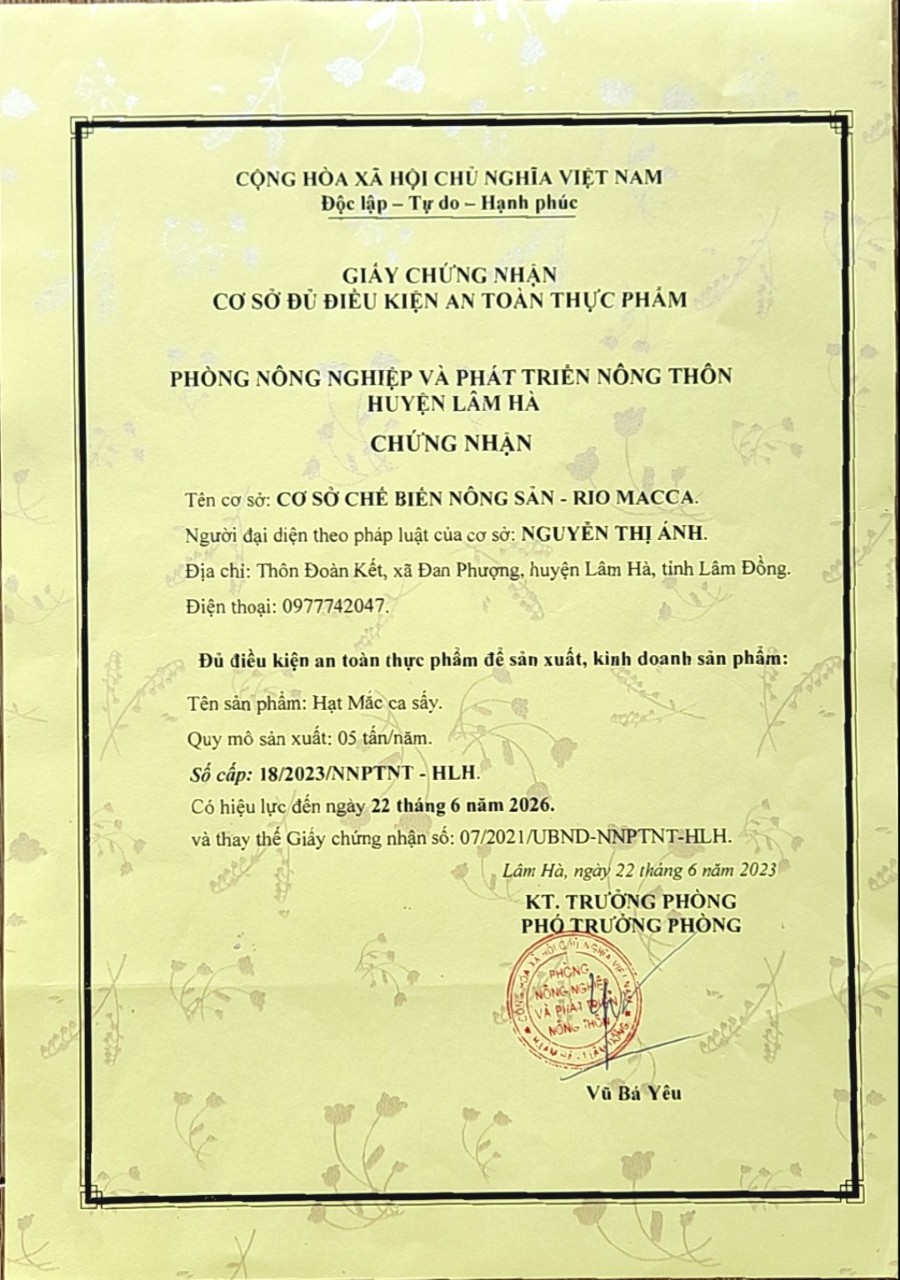 CỘNG HÒA XÃ HỘI CHỦ NGHĨA VIỆT NAM
Độc lập – Tự do – Hạnh phúc
GIẤY CHỨNG NHẬN
CƠ SỞ ĐỦ ĐIỀU KIỆN AN TOÀN THỰC PHẨM
PHÒNG NÔNG NGHIỆP VÀ PHÁT TRIỂN NÔNG THÔN
HUYỆN LÂM HÀ
CHỨNG NHẬN
Tên cơ sở: CƠ SỞ CHẾ BIẾN NÔNG SẢN - RIO MACCA.
Người đại diện theo pháp luật của cơ sở: NGUYỄN THỊ ÁNH.
Địa chỉ: Thôn Đoàn Kết, xã Đan Phượng, huyện Lâm Hà, tỉnh Lâm Đồng.
Điện thoại: 0977742047.
Đủ điều kiện an toàn thực phẩm để sản xuất, kinh doanh sản phẩm:
Tên sản phẩm: Hạt Mắc ca sấy.
Quy mô sản xuất: 05 tấn/năm.
Số cấp: 18/2023/NNPTNT - HLH.
Có hiệu lực đến ngày 22 tháng 6 năm 2026.
và thay thế Giấy chứng nhận số: 07/2021/UBND-NNPTNT-HLH.
Lâm Hà, ngày 22 tháng 6 năm 2023
KT. TRƯỞNG PHÒNG
PHÓ TRƯỞNG PHÒNG
CỘNG HÒA XÃ HỘI CHỦ NGHĨA VIỆT NAM
PHÒNG
NÔNG NGHIỆP
VÀ PHÁT TRIỂN
NÔNG THÔN
Vũ Bá Yêu